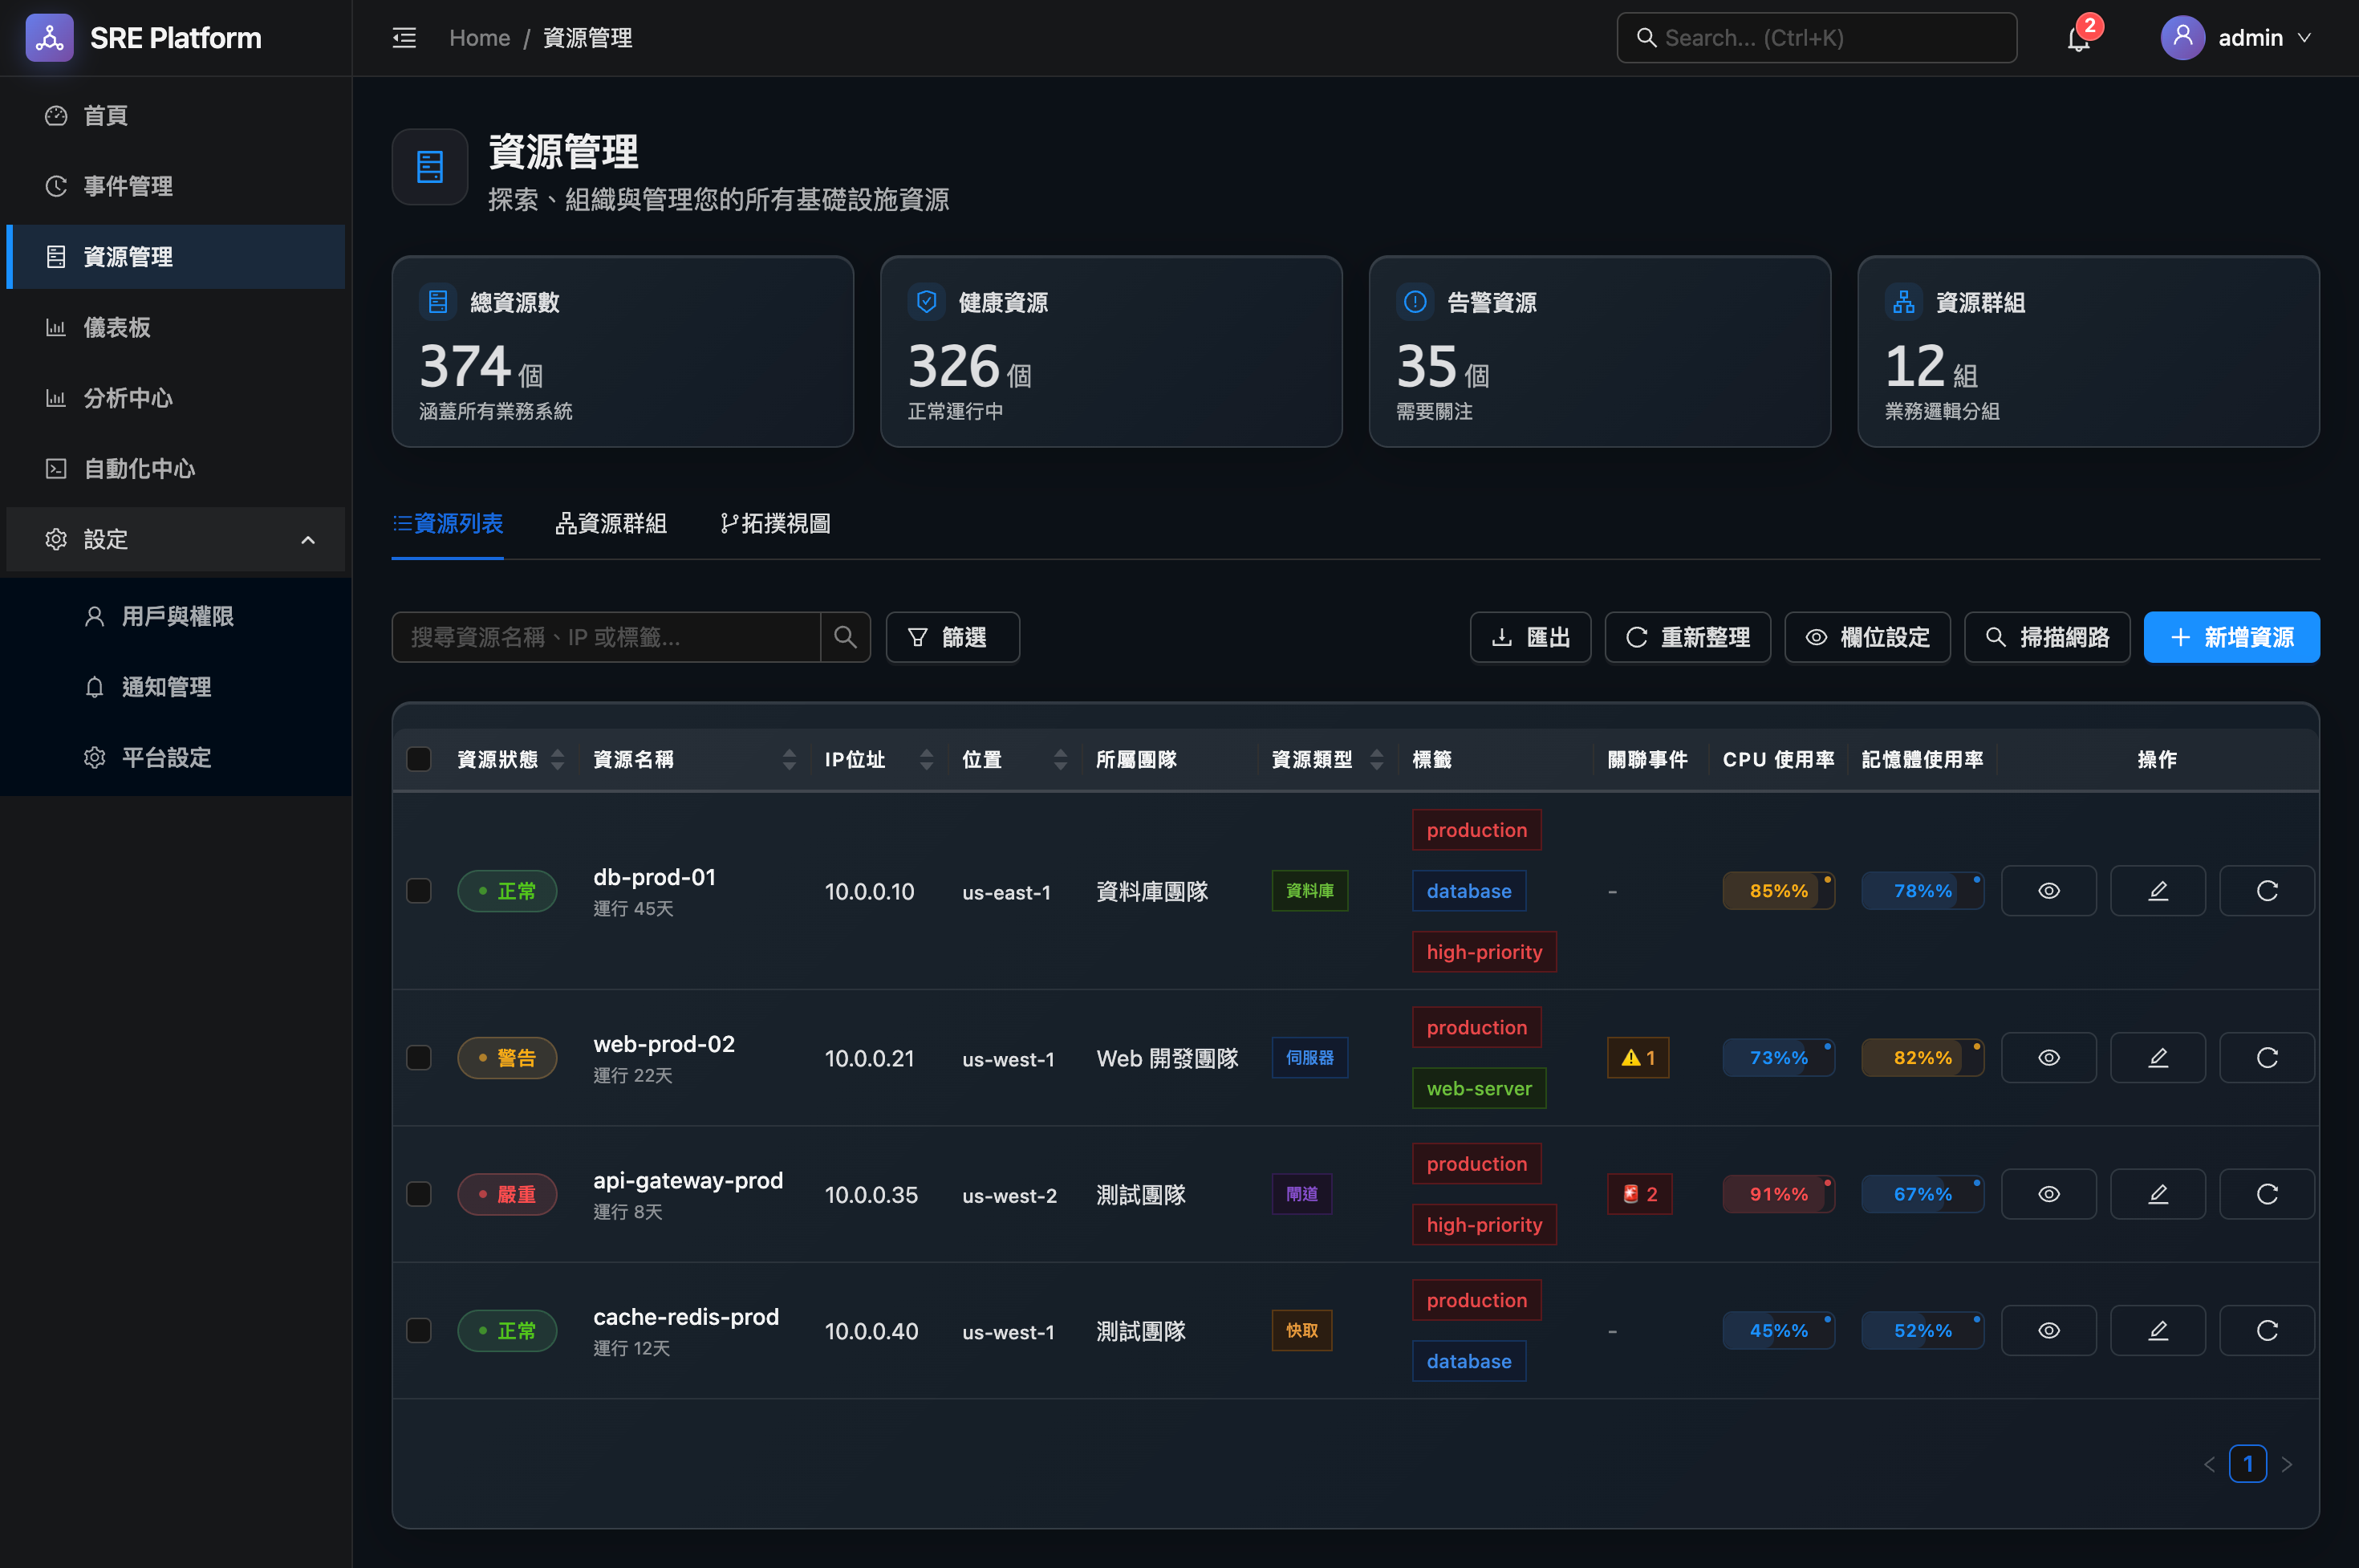 SRE Platform
Home / 資源管理
Search... (Ctrl+K)
2
admin
首頁
事件管理
資源管理
儀表板
分析中心
自動化中心
設定
用戶與權限
通知管理
平台設定
資源管理
探索、組織與管理您的所有基礎設施資源
總資源數
374 個
涵蓋所有業務系統
健康資源
326 個
正常運行中
告警資源
35 個
需要關注
資源群組
12 組
業務邏輯分組
資源列表 資源群組 拓撲視圖
搜尋資源名稱、IP 或標籤... 篩選 匯出 重新整理 欄位設定 掃描網路 新增資源
資源狀態 資源名稱 IP位址 位置 所屬團隊 資源類型 標籤 關聯事件 CPU 使用率 記憶體使用率 操作
正常
db-prod-01
運行 45天
10.0.0.10
us-east-1
資料庫團隊
資料庫
production
database
high-priority
-
85%%
78%%
警告
web-prod-02
運行 22天
10.0.0.21
us-west-1
Web 開發團隊
伺服器
production
web-server
1
73%%
82%%
嚴重
api-gateway-prod
運行 8天
10.0.0.35
us-west-2
測試團隊
閘道
production
high-priority
2
91%%
67%%
正常
cache-redis-prod
運行 12天
10.0.0.40
us-west-1
測試團隊
快取
production
database
-
45%%
52%%
< 1 >